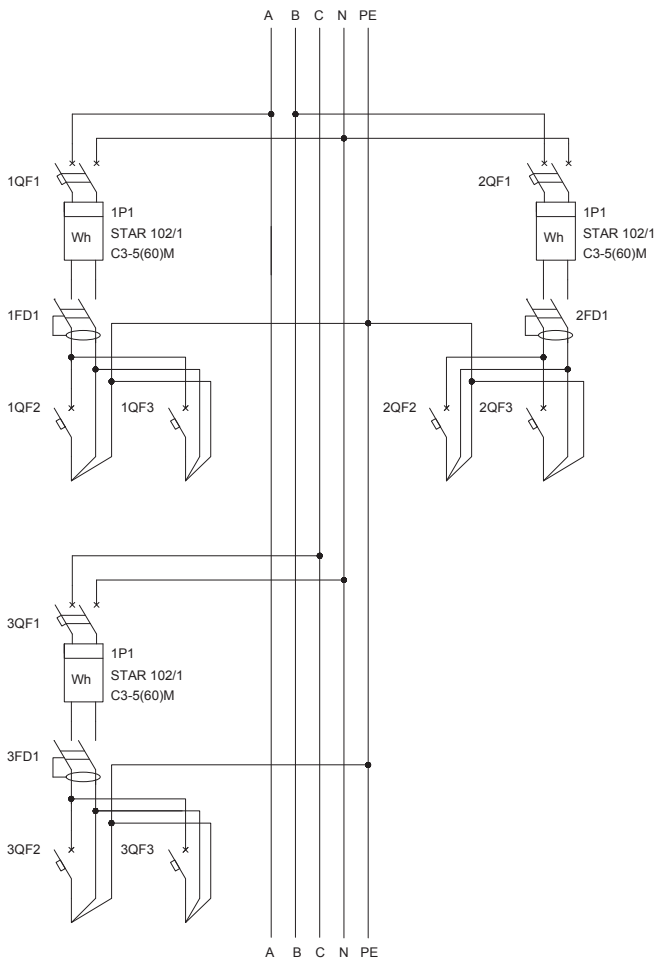 A B C N PE
1QF1
1P1
STAR 102/1
C3-5(60)M
Wh
2QF1
1P1
STAR 102/1
C3-5(60)M
Wh
1FD1
2FD1
1QF2
1QF3
2QF2
2QF3
3QF1
1P1
STAR 102/1
C3-5(60)M
Wh
3FD1
3QF2
3QF3
A B C N PE